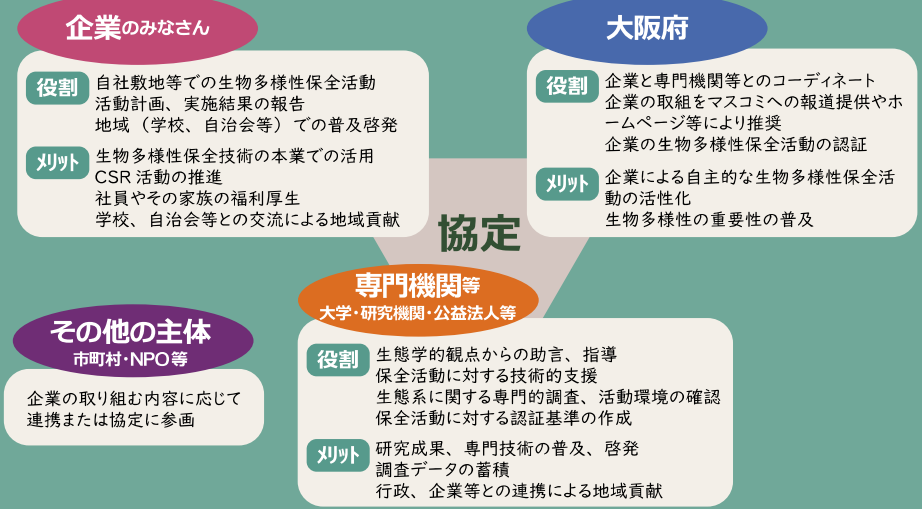 企業のみなさん
役割
自社敷地等での生物多様性保全活動
活動計画、実施結果の報告
地域（学校、自治会等）での普及啓発
メリット
生物多様性保全技術の本業での活用
CSR活動の推進
社員やその家族の福利厚生
学校、自治会等との交流による地域貢献
大阪府
役割
企業と専門機関等とのコーディネート
企業の取組をマスコミへの報道提供やホ
ームページ等により推奨
企業の生物多様性保全活動の認証
メリット
企業による自主的な生物多様性保全活
動の活性化
生物多様性の重要性の普及
協定
専門機関等
大学・研究機関・公益法人等
役割
生態学的観点からの助言、指導
保全活動に対する技術的支援
生態系に関する専門的調査、活動環境の確認
保全活動に対する認証基準の作成
メリット
研究成果、専門技術の普及、啓発
調査データの蓄積
行政、企業等との連携による地域貢献
その他の主体
市町村・NPO等
企業の取り組む内容に応じて
連携または協定に参画